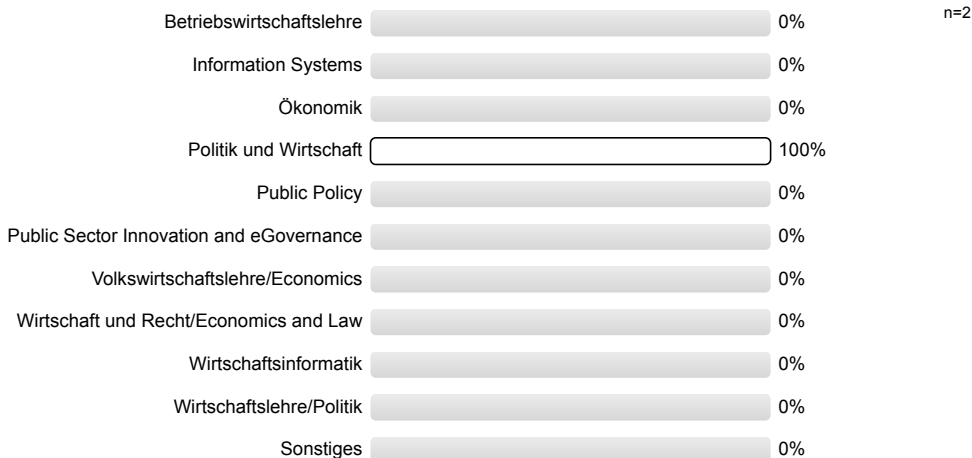 n=2
Betriebswirtschaftslehre 0%
Information Systems 0%
Ökonomik 0%
Politik und Wirtschaft 100%
Public Policy 0%
Public Sector Innovation and eGovernance 0%
Volkswirtschaftslehre/Economics 0%
Wirtschaft und Recht/Economics and Law 0%
Wirtschaftsinformatik 0%
Wirtschaftslehre/Politik 0%
Sonstiges 0%